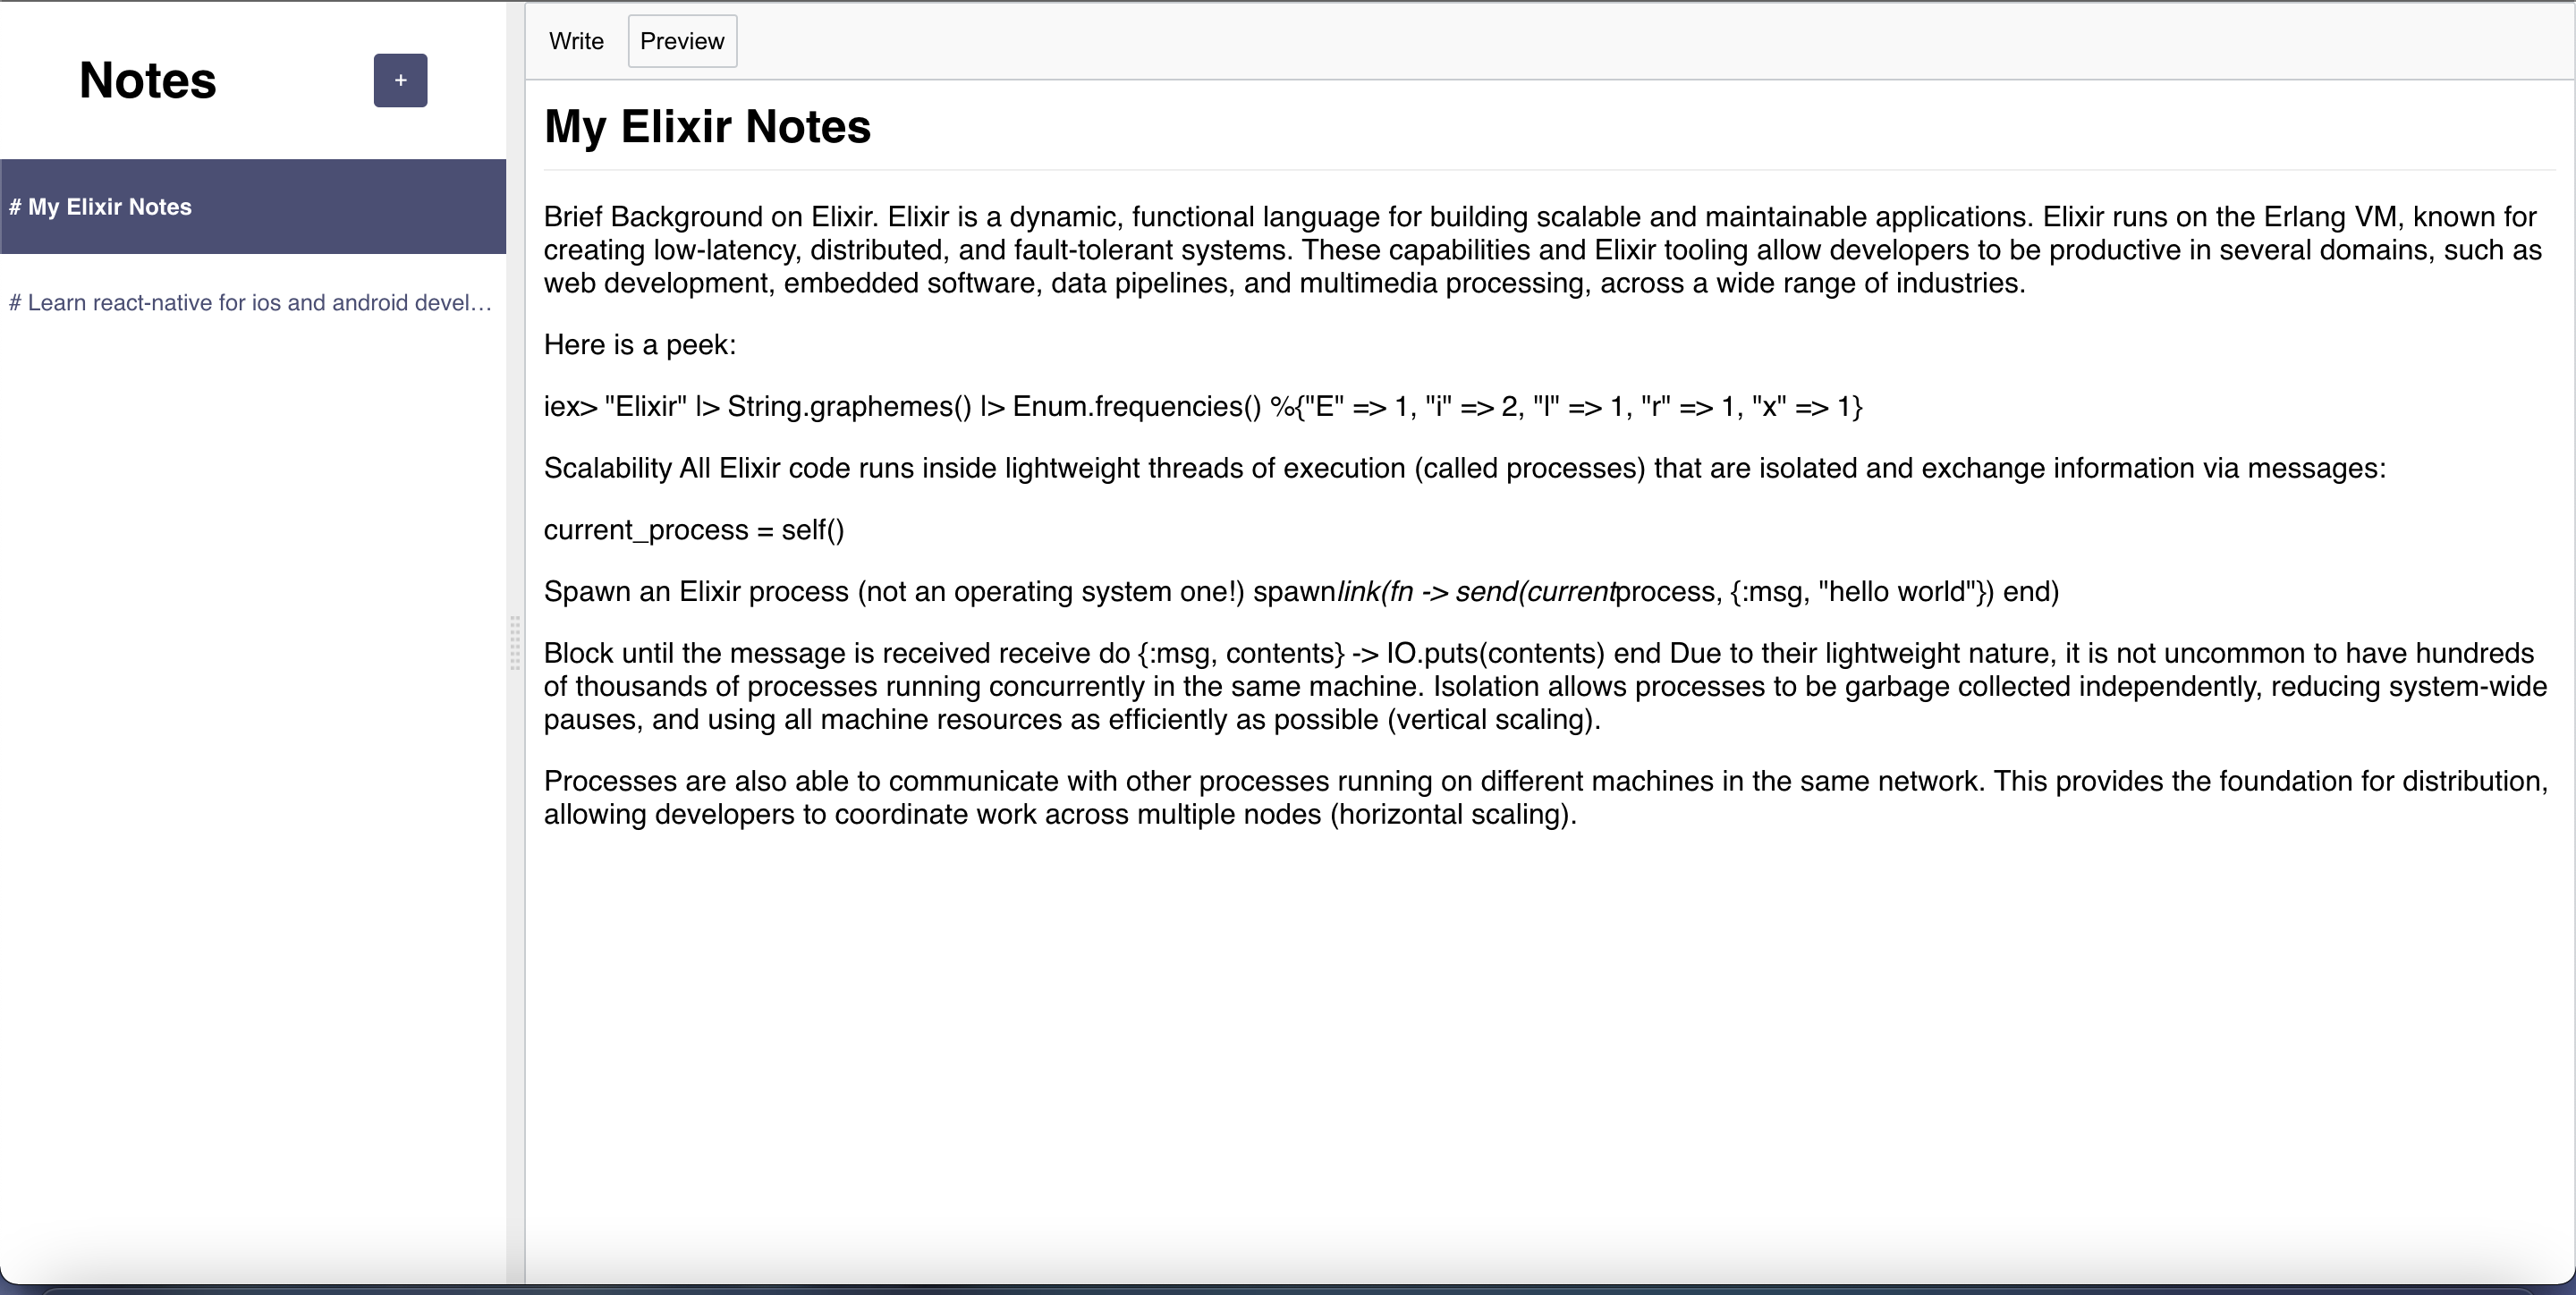 Notes
+
# My Elixir Notes
# Learn react-native for ios and android devel...
Write
Preview
My Elixir Notes
Brief Background on Elixir. Elixir is a dynamic, functional language for building scalable and maintainable applications. Elixir runs on the Erlang VM, known for
creating low-latency, distributed, and fault-tolerant systems. These capabilities and Elixir tooling allow developers to be productive in several domains, such as
web development, embedded software, data pipelines, and multimedia processing, across a wide range of industries.
Here is a peek:
iex> "Elixir" |> String.graphemes() |> Enum.frequencies() %{"E" => 1, "i" => 2, "l" => 1, "r" => 1, "x" => 1}
Scalability All Elixir code runs inside lightweight threads of execution (called processes) that are isolated and exchange information via messages:
current_process = self()
Spawn an Elixir process (not an operating system one!) spawnlink(fn -> send(currentprocess, {:msg, "hello world"}) end)
Block until the message is received receive do {:msg, contents} -> IO.puts(contents) end Due to their lightweight nature, it is not uncommon to have hundreds
of thousands of processes running concurrently in the same machine. Isolation allows processes to be garbage collected independently, reducing system-wide
pauses, and using all machine resources as efficiently as possible (vertical scaling).
Processes are also able to communicate with other processes running on different machines in the same network. This provides the foundation for distribution,
allowing developers to coordinate work across multiple nodes (horizontal scaling).